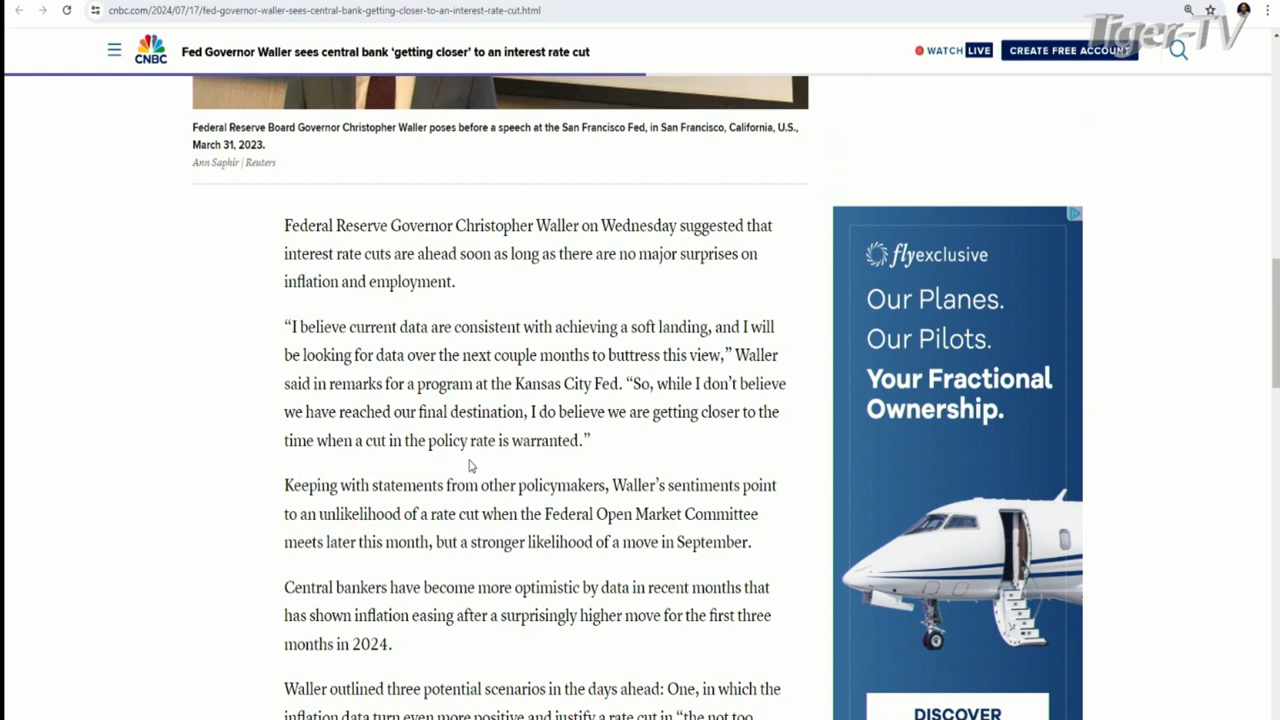 cnbc.com/2024/07/17/fed-governor-waller-sees-central-bank-getting-closer-to-an-interest-rate-cut.html
Tiger-TV
CNBC
Fed Governor Waller sees central bank ‘getting closer’ to an interest rate cut
WATCH LIVE
CREATE FREE ACCOUNT
Federal Reserve Board Governor Christopher Waller poses before a speech at the San Francisco Fed, in San Francisco, California, U.S.,
March 31, 2023.
Ann Saphir | Reuters
Federal Reserve Governor Christopher Waller on Wednesday suggested that
interest rate cuts are ahead soon as long as there are no major surprises on
inflation and employment.
“I believe current data are consistent with achieving a soft landing, and I will
be looking for data over the next couple months to buttress this view,” Waller
said in remarks for a program at the Kansas City Fed. “So, while I don’t believe
we have reached our final destination, I do believe we are getting closer to the
time when a cut in the policy rate is warranted.”
Keeping with statements from other policymakers, Waller’s sentiments point
to an unlikelihood of a rate cut when the Federal Open Market Committee
meets later this month, but a stronger likelihood of a move in September.
Central bankers have become more optimistic by data in recent months that
has shown inflation easing after a surprisingly higher move for the first three
months in 2024.
Waller outlined three potential scenarios in the days ahead: One, in which the
inflation data turn even more positive and justify a rate cut in “the not too
flyexclusive
Our Planes.
Our Pilots.
Your Fractional
Ownership.
DISCOVER